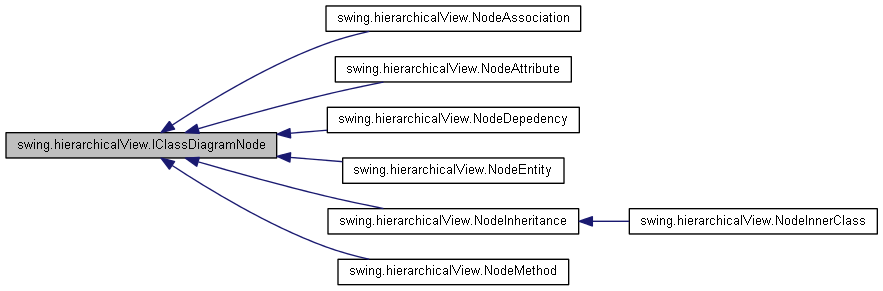 swing.hierarchicalView.NodeAssociation
swing.hierarchicalView.NodeAttribute
swing.hierarchicalView.NodeDepedency
swing.hierarchicalView.IClassDiagramNode
swing.hierarchicalView.NodeEntity
swing.hierarchicalView.NodeInheritance
swing.hierarchicalView.NodeInnerClass
swing.hierarchicalView.NodeMethod